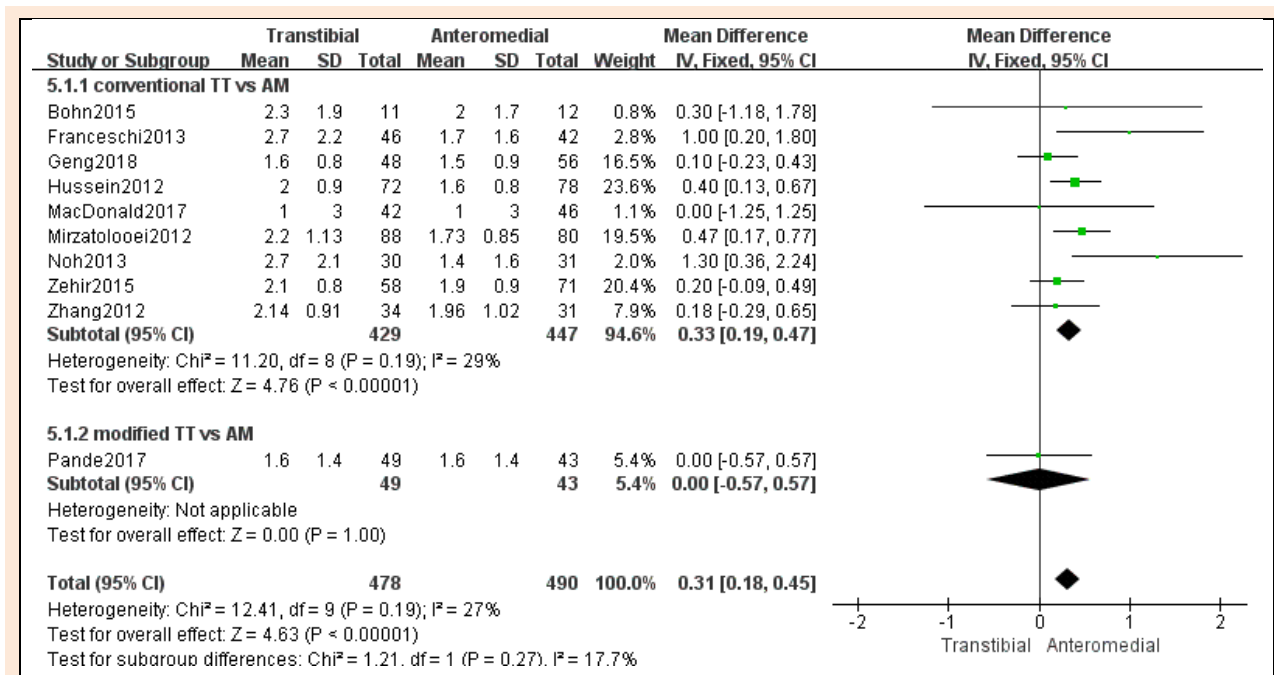 Transtibial Anteromedial Mean Difference Mean Difference
Study or Subgroup Mean SD Total Mean SD Total Weight IV, Fixed, 95% CI IV, Fixed, 95% CI
5.1.1 conventional TT vs AM
Bohn2015 2.3 1.9 11 2 1.7 12 0.8% 0.30 [-1.18, 1.78]
Franceschi2013 2.7 2.2 46 1.7 1.6 42 2.8% 1.00 [0.20, 1.80]
Geng2018 1.6 0.8 48 1.5 0.9 56 16.5% 0.10 [-0.23, 0.43]
Hussein2012 2 0.9 72 1.6 0.8 78 23.6% 0.40 [0.13, 0.67]
MacDonald2017 1 3 42 1 3 46 1.1% 0.00 [-1.25, 1.25]
Mirzatolooei2012 2.2 1.13 88 1.73 0.85 80 19.5% 0.47 [0.17, 0.77]
Noh2013 2.7 2.1 30 1.4 1.6 31 2.0% 1.30 [0.36, 2.24]
Zehir2015 2.1 0.8 58 1.9 0.9 71 20.4% 0.20 [-0.09, 0.49]
Zhang2012 2.14 0.91 34 1.96 1.02 31 7.9% 0.18 [-0.29, 0.65]
Subtotal (95% CI) 429 447 94.6% 0.33 [0.19, 0.47]
Heterogeneity: Chi² = 11.20, df = 8 (P = 0.19); I² = 29%
Test for overall effect: Z = 4.76 (P < 0.00001)
5.1.2 modified TT vs AM
Pande2017 1.6 1.4 49 1.6 1.4 43 5.4% 0.00 [-0.57, 0.57]
Subtotal (95% CI) 49 43 5.4% 0.00 [-0.57, 0.57]
Heterogeneity: Not applicable
Test for overall effect: Z = 0.00 (P = 1.00)
Total (95% CI) 478 490 100.0% 0.31 [0.18, 0.45]
Heterogeneity: Chi² = 12.41, df = 9 (P = 0.19); I² = 27%
Test for overall effect: Z = 4.63 (P < 0.00001)
Test for subgroup differences: Chi² = 1.21, df = 1 (P = 0.27), I² = 17.7%
-2 -1 0 1 2
Transtibial Anteromedial